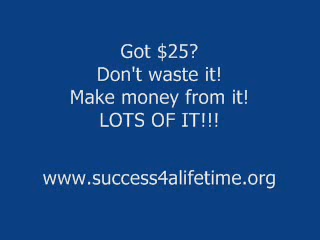 Got $25?
Don't waste it!
Make money from it!
LOTS OF IT!!!
www.success4alifetime.org